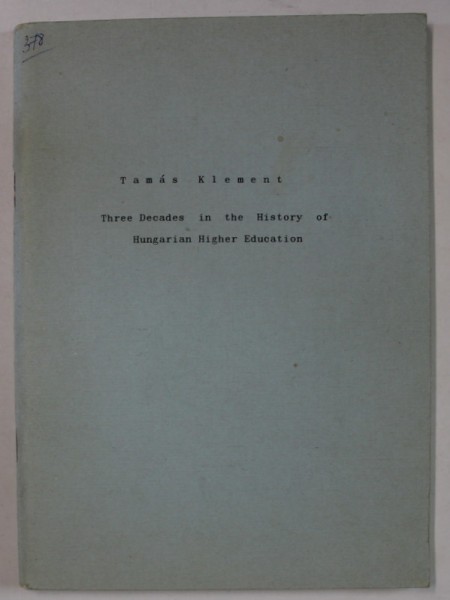 378
Tamás Klement
Three Decades in the History of
Hungarian Higher Education